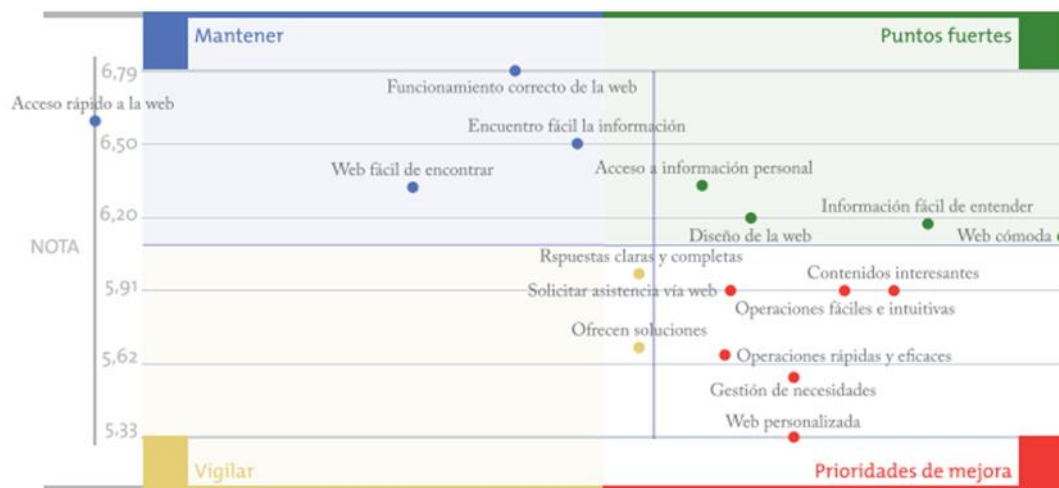 Mantener
Puntos fuertes
6,79
Funcionamiento correcto de la web
Acceso rápido a la web
Encuentro fácil la información
6,50
Web fácil de encontrar
Acceso a información personal
6,20
Información fácil de entender
Diseño de la web
Web cómoda
NOTA
Rspuestas claras y completas
Contenidos interesantes
5,91
Solicitar asistencia vía web
Operaciones fáciles e intuitivas
Ofrecen soluciones
5,62
Operaciones rápidas y eficaces
Gestión de necesidades
Web personalizada
5,33
Vigilar
Prioridades de mejora